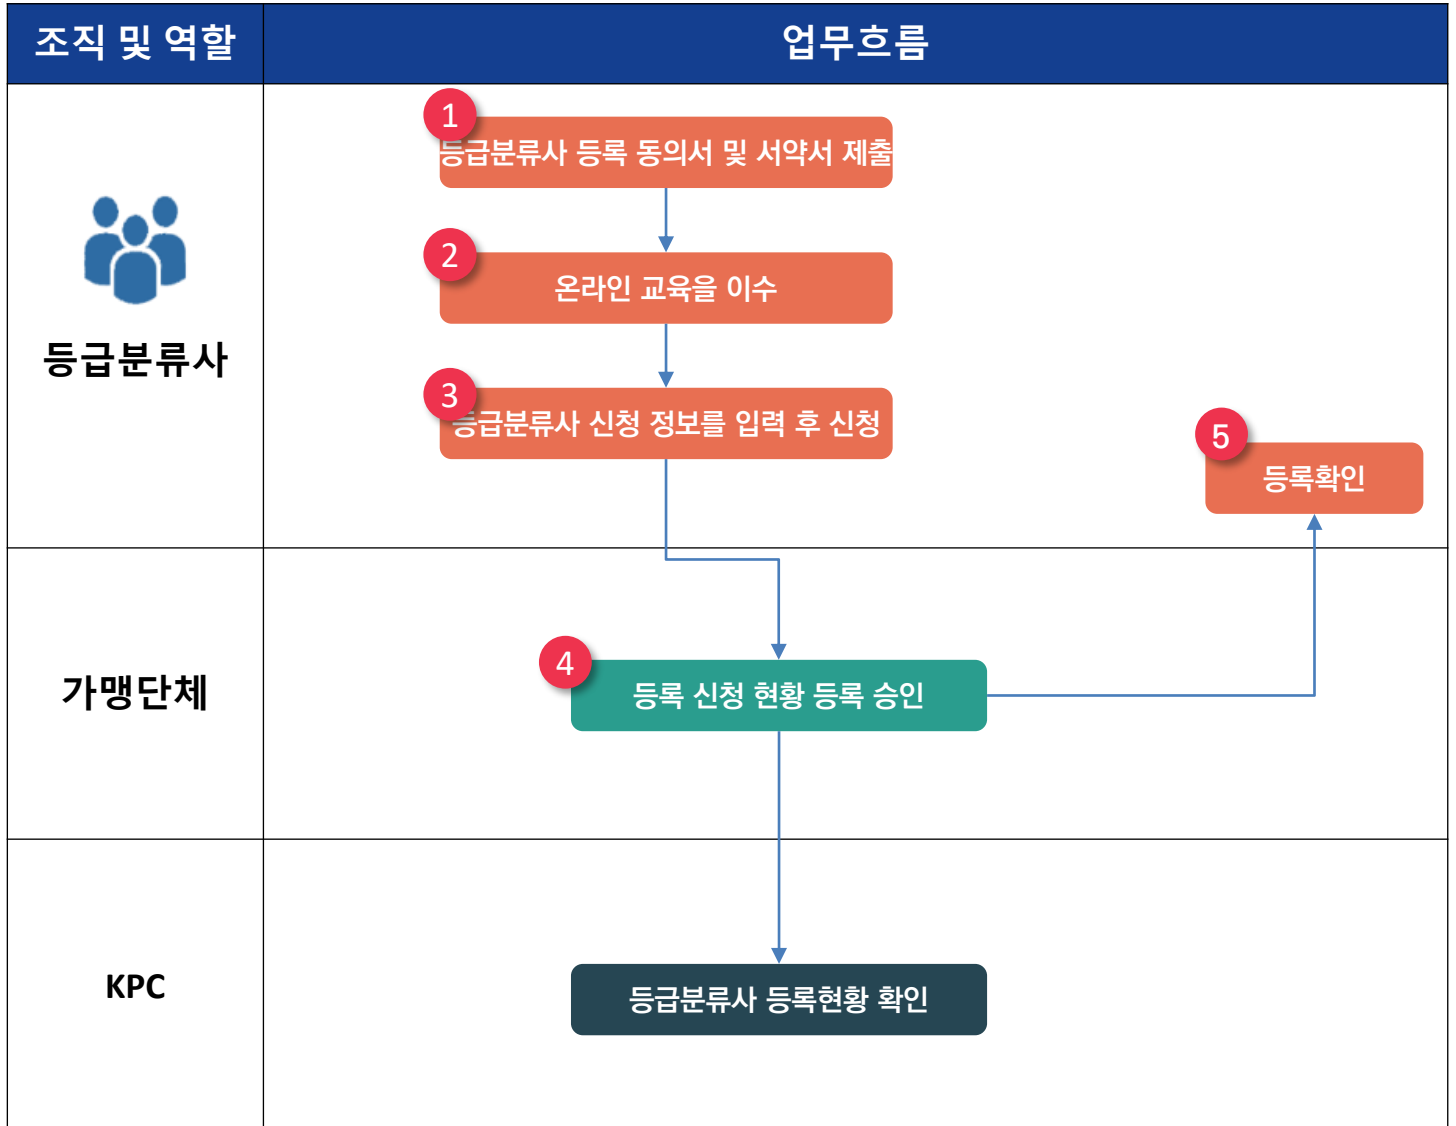 조직 및 역할
업무흐름
1
등급분류사 등록 동의서 및 서약서 제출
2
온라인 교육을 이수
등급분류사
3
등급분류사 신청 정보를 입력 후 신청
5
등록확인
가맹단체
4
등록 신청 현황 등록 승인
KPC
등급분류사 등록현황 확인